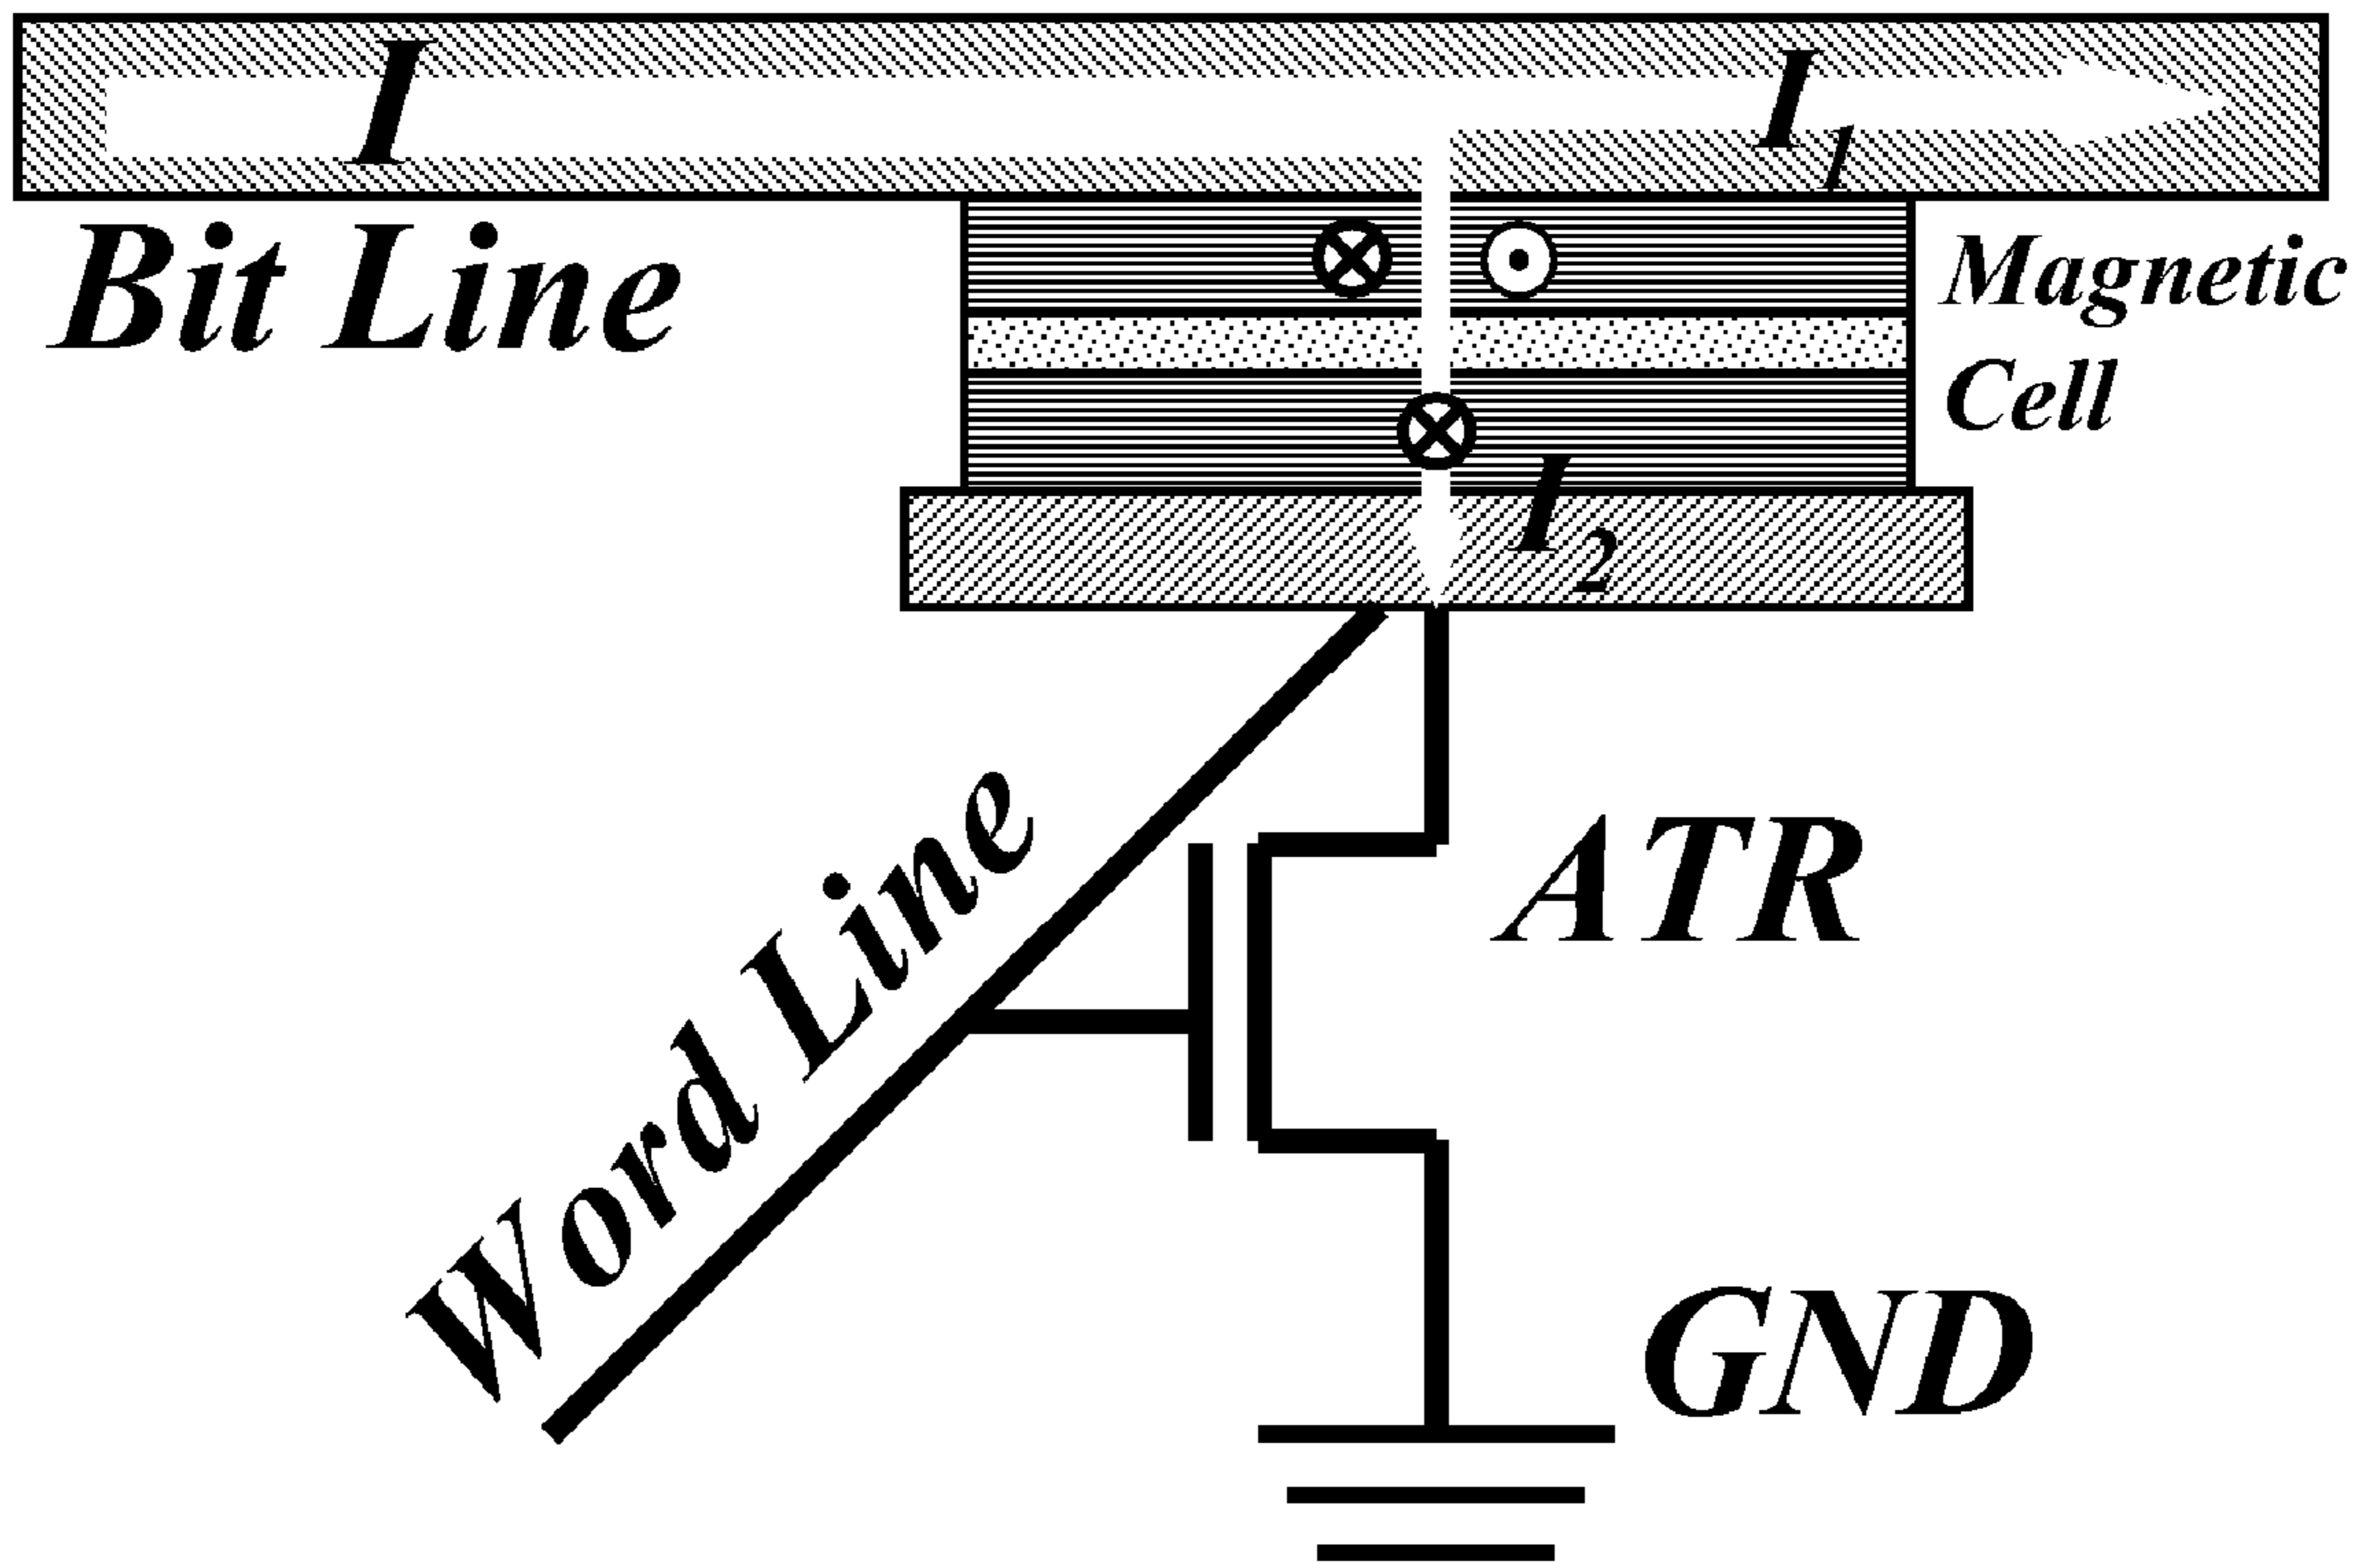 I
I1
Bit Line
Magnetic
Cell
I2
Word Line
ATR
GND